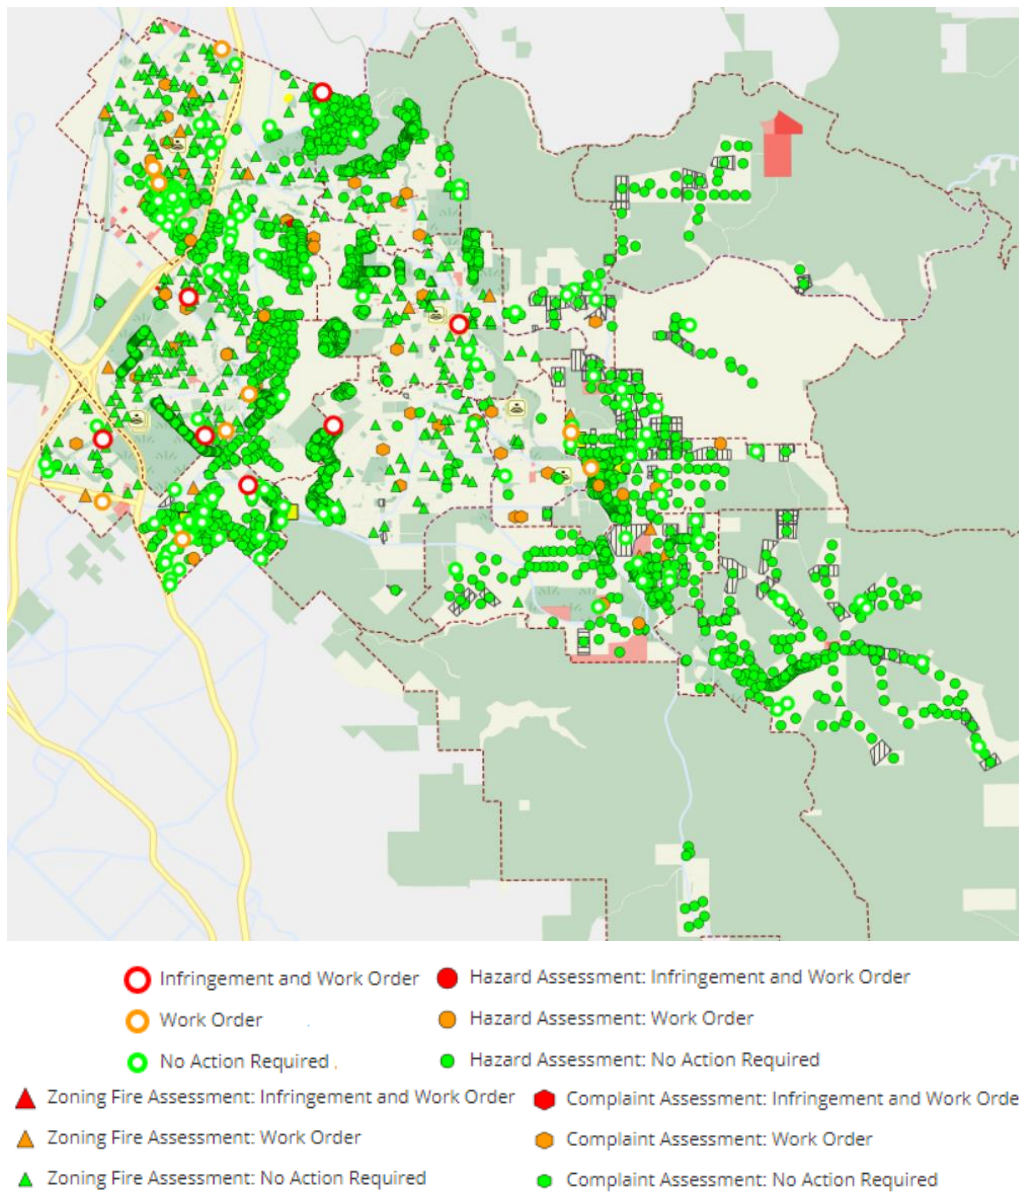 Infringement and Work Order
Hazard Assessment: Infringement and Work Order
Work Order
Hazard Assessment: Work Order
No Action Required
Hazard Assessment: No Action Required
Zoning Fire Assessment: Infringement and Work Order
Complaint Assessment: Infringement and Work Orde
Zoning Fire Assessment: Work Order
Complaint Assessment: Work Order
Zoning Fire Assessment: No Action Required
Complaint Assessment: No Action Required